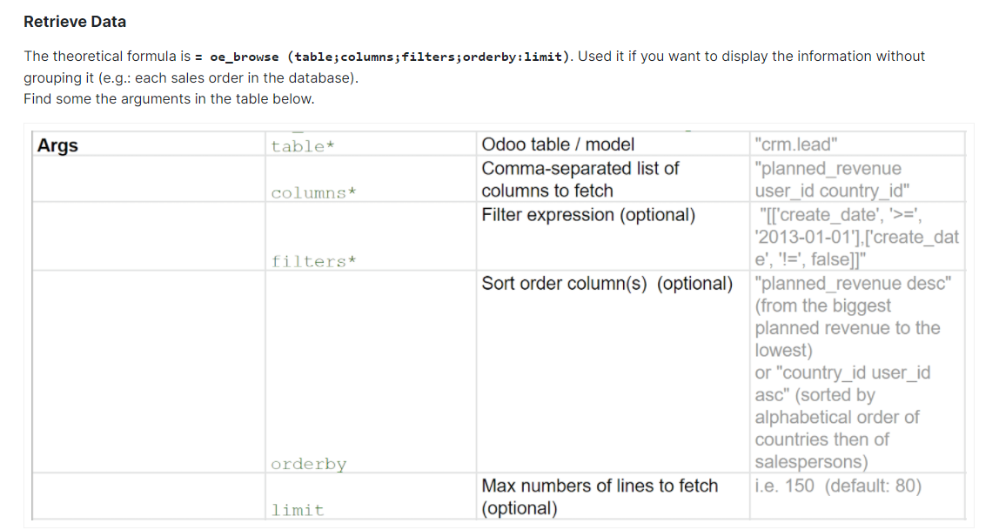 Retrieve Data
The theoretical formula is = oe_browse (table;columns;filters;orderby:limit). Used it if you want to display the information without
grouping it (e.g.: each sales order in the database).
Find some the arguments in the table below.
Args
table*
Odoo table / model
"crm.lead"
columns*
Comma-separated list of
columns to fetch
"planned_revenue
user_id country_id"
filters*
Filter expression (optional)
"[['create_date', '>=',
'2013-01-01'],['create_dat
e', '!=', false]]"
orderby
Sort order column(s) (optional)
"planned_revenue desc"
(from the biggest
planned revenue to the
lowest)
or "country_id user_id
asc" (sorted by
alphabetical order of
countries then of
salespersons)
limit
Max numbers of lines to fetch
(optional)
i.e. 150 (default: 80)